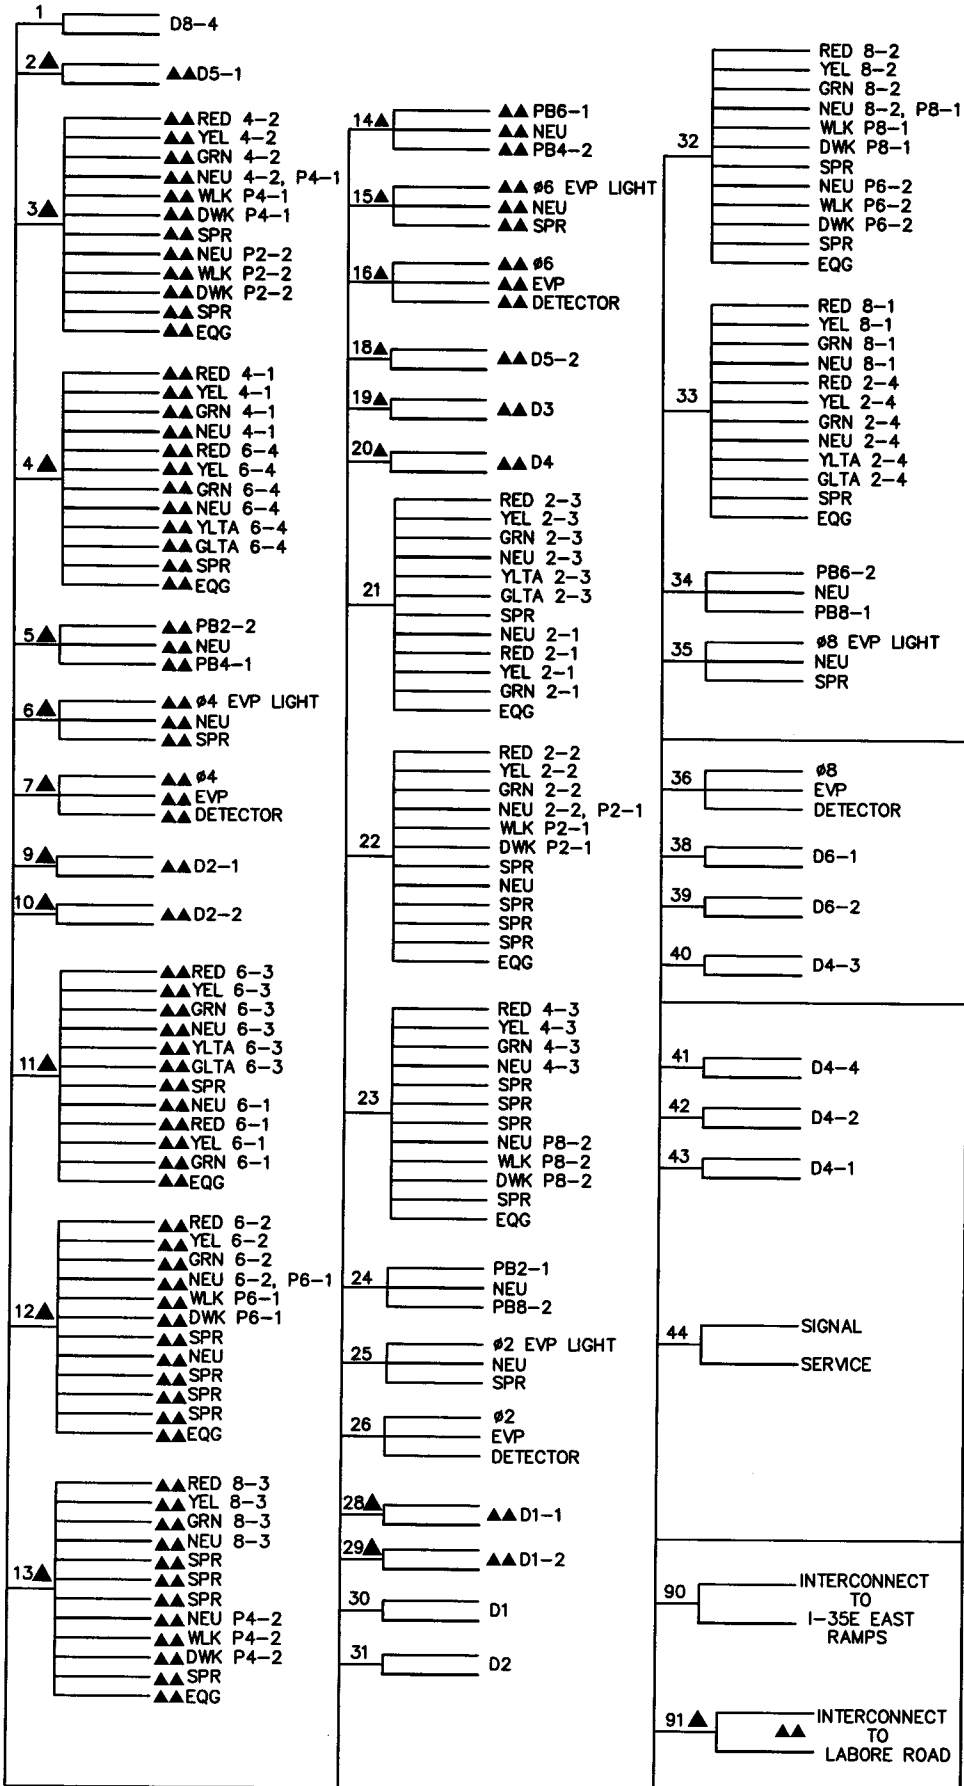 1
D8-4
2▲
▲▲D5-1
3▲
▲▲RED 4-2
▲▲YEL 4-2
▲▲GRN 4-2
▲▲NEU 4-2, P4-1
▲▲WLK P4-1
▲▲DWK P4-1
▲▲SPR
▲▲NEU P2-2
▲▲WLK P2-2
▲▲DWK P2-2
▲▲SPR
▲▲EQG
4▲
▲▲RED 4-1
▲▲YEL 4-1
▲▲GRN 4-1
▲▲NEU 4-1
▲▲RED 6-4
▲▲YEL 6-4
▲▲GRN 6-4
▲▲NEU 6-4
▲▲YLTA 6-4
▲▲GLTA 6-4
▲▲SPR
▲▲EQG
5▲
▲▲PB2-2
▲▲NEU
▲▲PB4-1
6▲
▲▲ø4 EVP LIGHT
▲▲NEU
▲▲SPR
7▲
▲▲ø4
▲▲EVP
▲▲DETECTOR
9▲
▲▲D2-1
10▲
▲▲D2-2
11▲
▲▲RED 6-3
▲▲YEL 6-3
▲▲GRN 6-3
▲▲NEU 6-3
▲▲YLTA 6-3
▲▲GLTA 6-3
▲▲SPR
▲▲NEU 6-1
▲▲RED 6-1
▲▲YEL 6-1
▲▲GRN 6-1
▲▲EQG
12▲
▲▲RED 6-2
▲▲YEL 6-2
▲▲GRN 6-2
▲▲NEU 6-2, P6-1
▲▲WLK P6-1
▲▲DWK P6-1
▲▲SPR
▲▲NEU
▲▲SPR
▲▲SPR
▲▲SPR
▲▲EQG
13▲
▲▲RED 8-3
▲▲YEL 8-3
▲▲GRN 8-3
▲▲NEU 8-3
▲▲SPR
▲▲SPR
▲▲SPR
▲▲NEU P4-2
▲▲WLK P4-2
▲▲DWK P4-2
▲▲SPR
▲▲EQG
14▲
▲▲PB6-1
▲▲NEU
▲▲PB4-2
15▲
▲▲ø6 EVP LIGHT
▲▲NEU
▲▲SPR
16▲
▲▲ø6
▲▲EVP
▲▲DETECTOR
18▲
▲▲D5-2
19▲
▲▲D3
20▲
▲▲D4
21
RED 2-3
YEL 2-3
GRN 2-3
NEU 2-3
YLTA 2-3
GLTA 2-3
SPR
NEU 2-1
RED 2-1
YEL 2-1
GRN 2-1
EQG
22
RED 2-2
YEL 2-2
GRN 2-2
NEU 2-2, P2-1
WLK P2-1
DWK P2-1
SPR
NEU
SPR
SPR
SPR
EQG
23
RED 4-3
YEL 4-3
GRN 4-3
NEU 4-3
SPR
SPR
SPR
NEU P8-2
WLK P8-2
DWK P8-2
SPR
EQG
24
PB2-1
NEU
PB8-2
25
ø2 EVP LIGHT
NEU
SPR
26
ø2
EVP
DETECTOR
28▲
▲▲D1-1
29▲
▲▲D1-2
30
D1
31
D2
32
RED 8-2
YEL 8-2
GRN 8-2
NEU 8-2, P8-1
WLK P8-1
DWK P8-1
SPR
NEU P6-2
WLK P6-2
DWK P6-2
SPR
EQG
33
RED 8-1
YEL 8-1
GRN 8-1
NEU 8-1
RED 2-4
YEL 2-4
GRN 2-4
NEU 2-4
YLTA 2-4
GLTA 2-4
SPR
EQG
34
PB6-2
NEU
PB8-1
35
ø8 EVP LIGHT
NEU
SPR
36
ø8
EVP
DETECTOR
38
D6-1
39
D6-2
40
D4-3
41
D4-4
42
D4-2
43
D4-1
44
SIGNAL
SERVICE
90
INTERCONNECT
TO
I-35E EAST
RAMPS
91▲
▲▲
INTERCONNECT
TO
LABORE ROAD